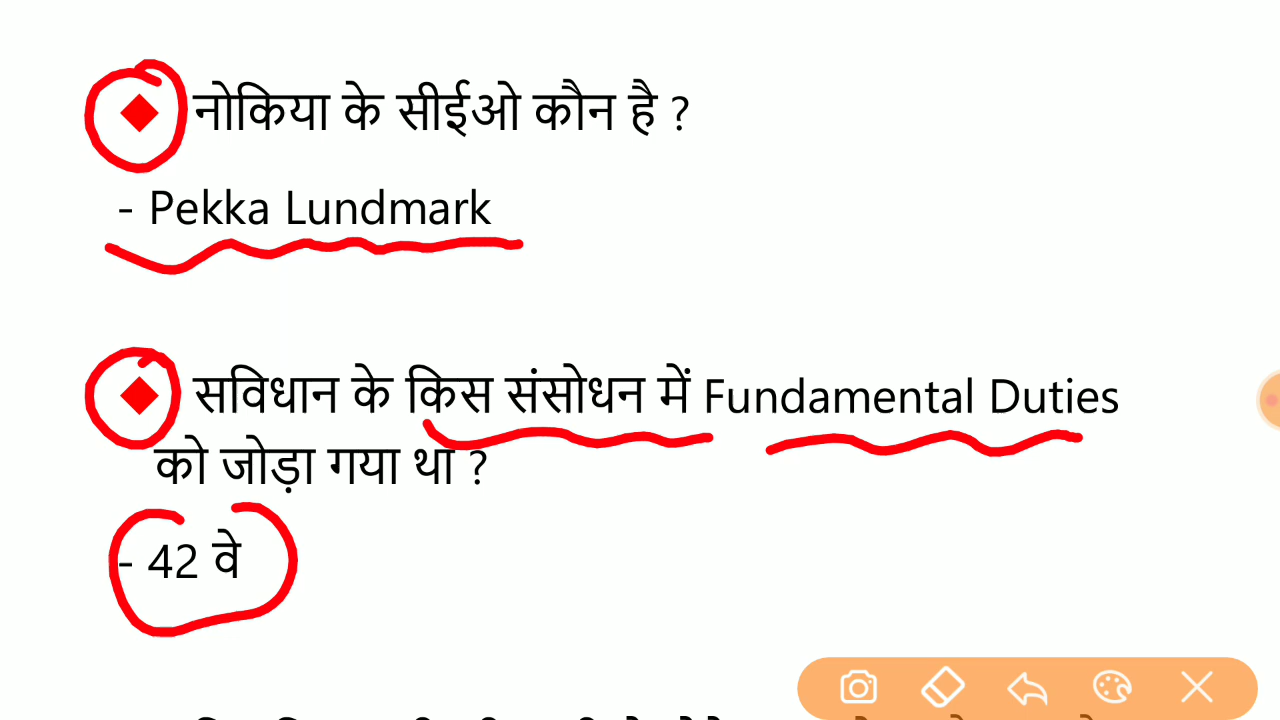 ◆ नोकिया के सीईओ कौन है ?
- Pekka Lundmark
◆ सविधान के किस संसोधन में Fundamental Duties
को जोड़ा गया था ?
- 42 वे